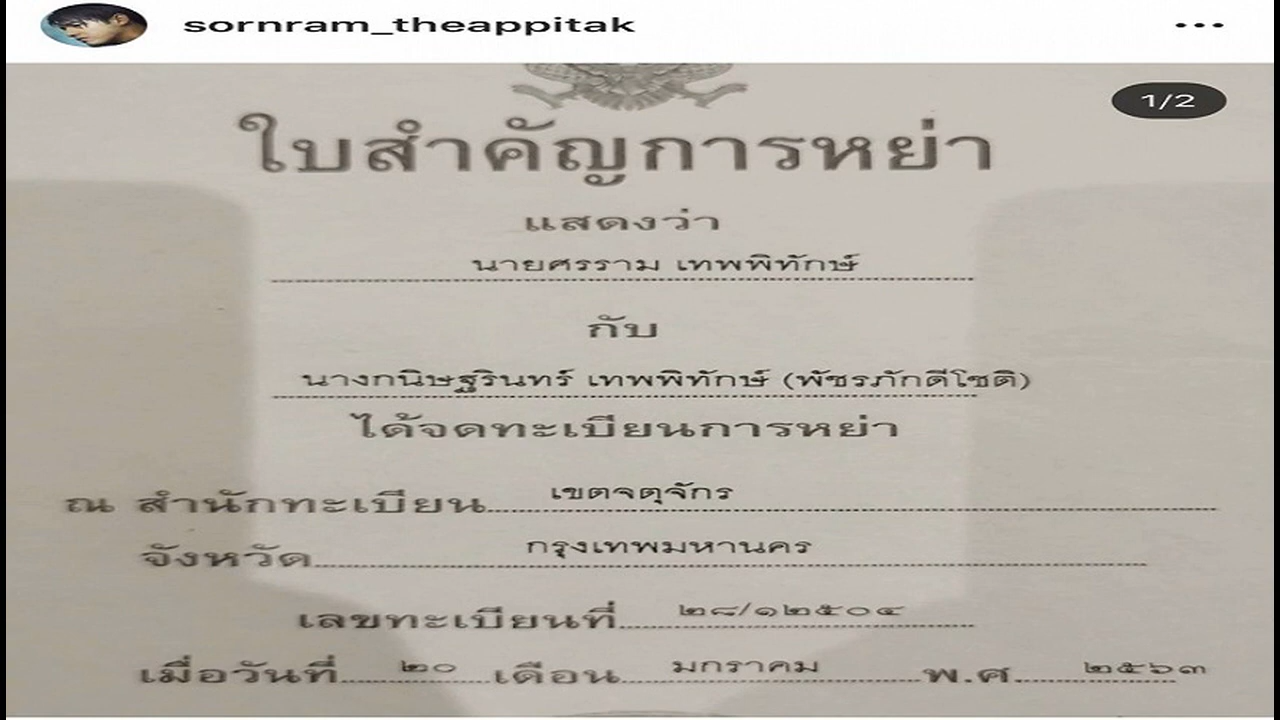 sornram_theappitak
1/2
ใบสำคัญการหย่า
แสดงว่า
นายศรราม เทพพิทักษ์
กับ
นางกนิษฐรินทร์ เทพพิทักษ์ (พัชรภักดีโชติ)
ได้จดทะเบียนการหย่า
ณ สำนักทะเบียน เขตจตุจักร
จังหวัด กรุงเทพมหานคร
เลขทะเบียนที่ ๒๘/๑๒๕๐๔
เมื่อวันที่ ๒๐ เดือน มกราคม พ.ศ. ๒๕๖๓